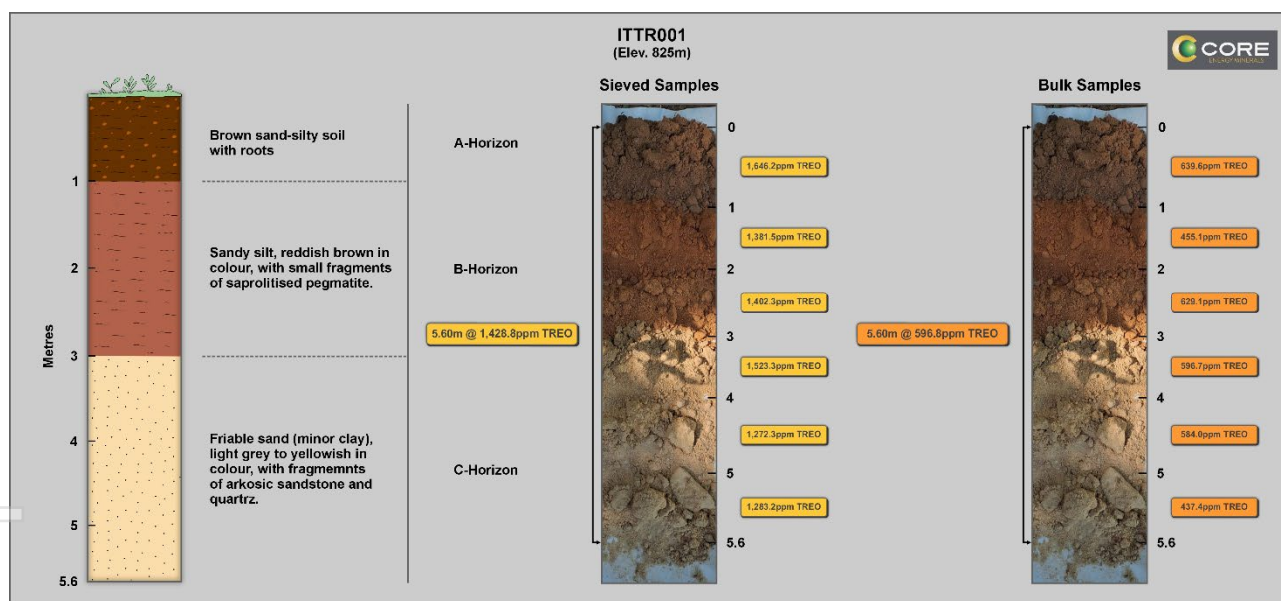 ITTR001
(Elev. 825m)
CORE
ENERGY MINERALS
Sieved Samples
Bulk Samples
Brown sand-silty soil
with roots
A-Horizon
Sandy silt, reddish brown in
colour, with small fragments
of saprolitised pegmatite.
B-Horizon
Friable sand (minor clay),
light grey to yellowish in
colour, with fragmemnts
of arkosic sandstone and
quartrz.
C-Horizon
Metres
1
2
3
4
5
5.6
5.60m @ 1,428.8ppm TREO
0
1,646.2ppm TREO
1
1,381.5ppm TREO
2
1,402.3ppm TREO
3
1,523.3ppm TREO
4
1,272.3ppm TREO
5
1,283.2ppm TREO
5.6
5.60m @ 596.8ppm TREO
0
639.6ppm TREO
1
455.1ppm TREO
2
629.1ppm TREO
3
596.7ppm TREO
4
584.0ppm TREO
5
437.4ppm TREO
5.6